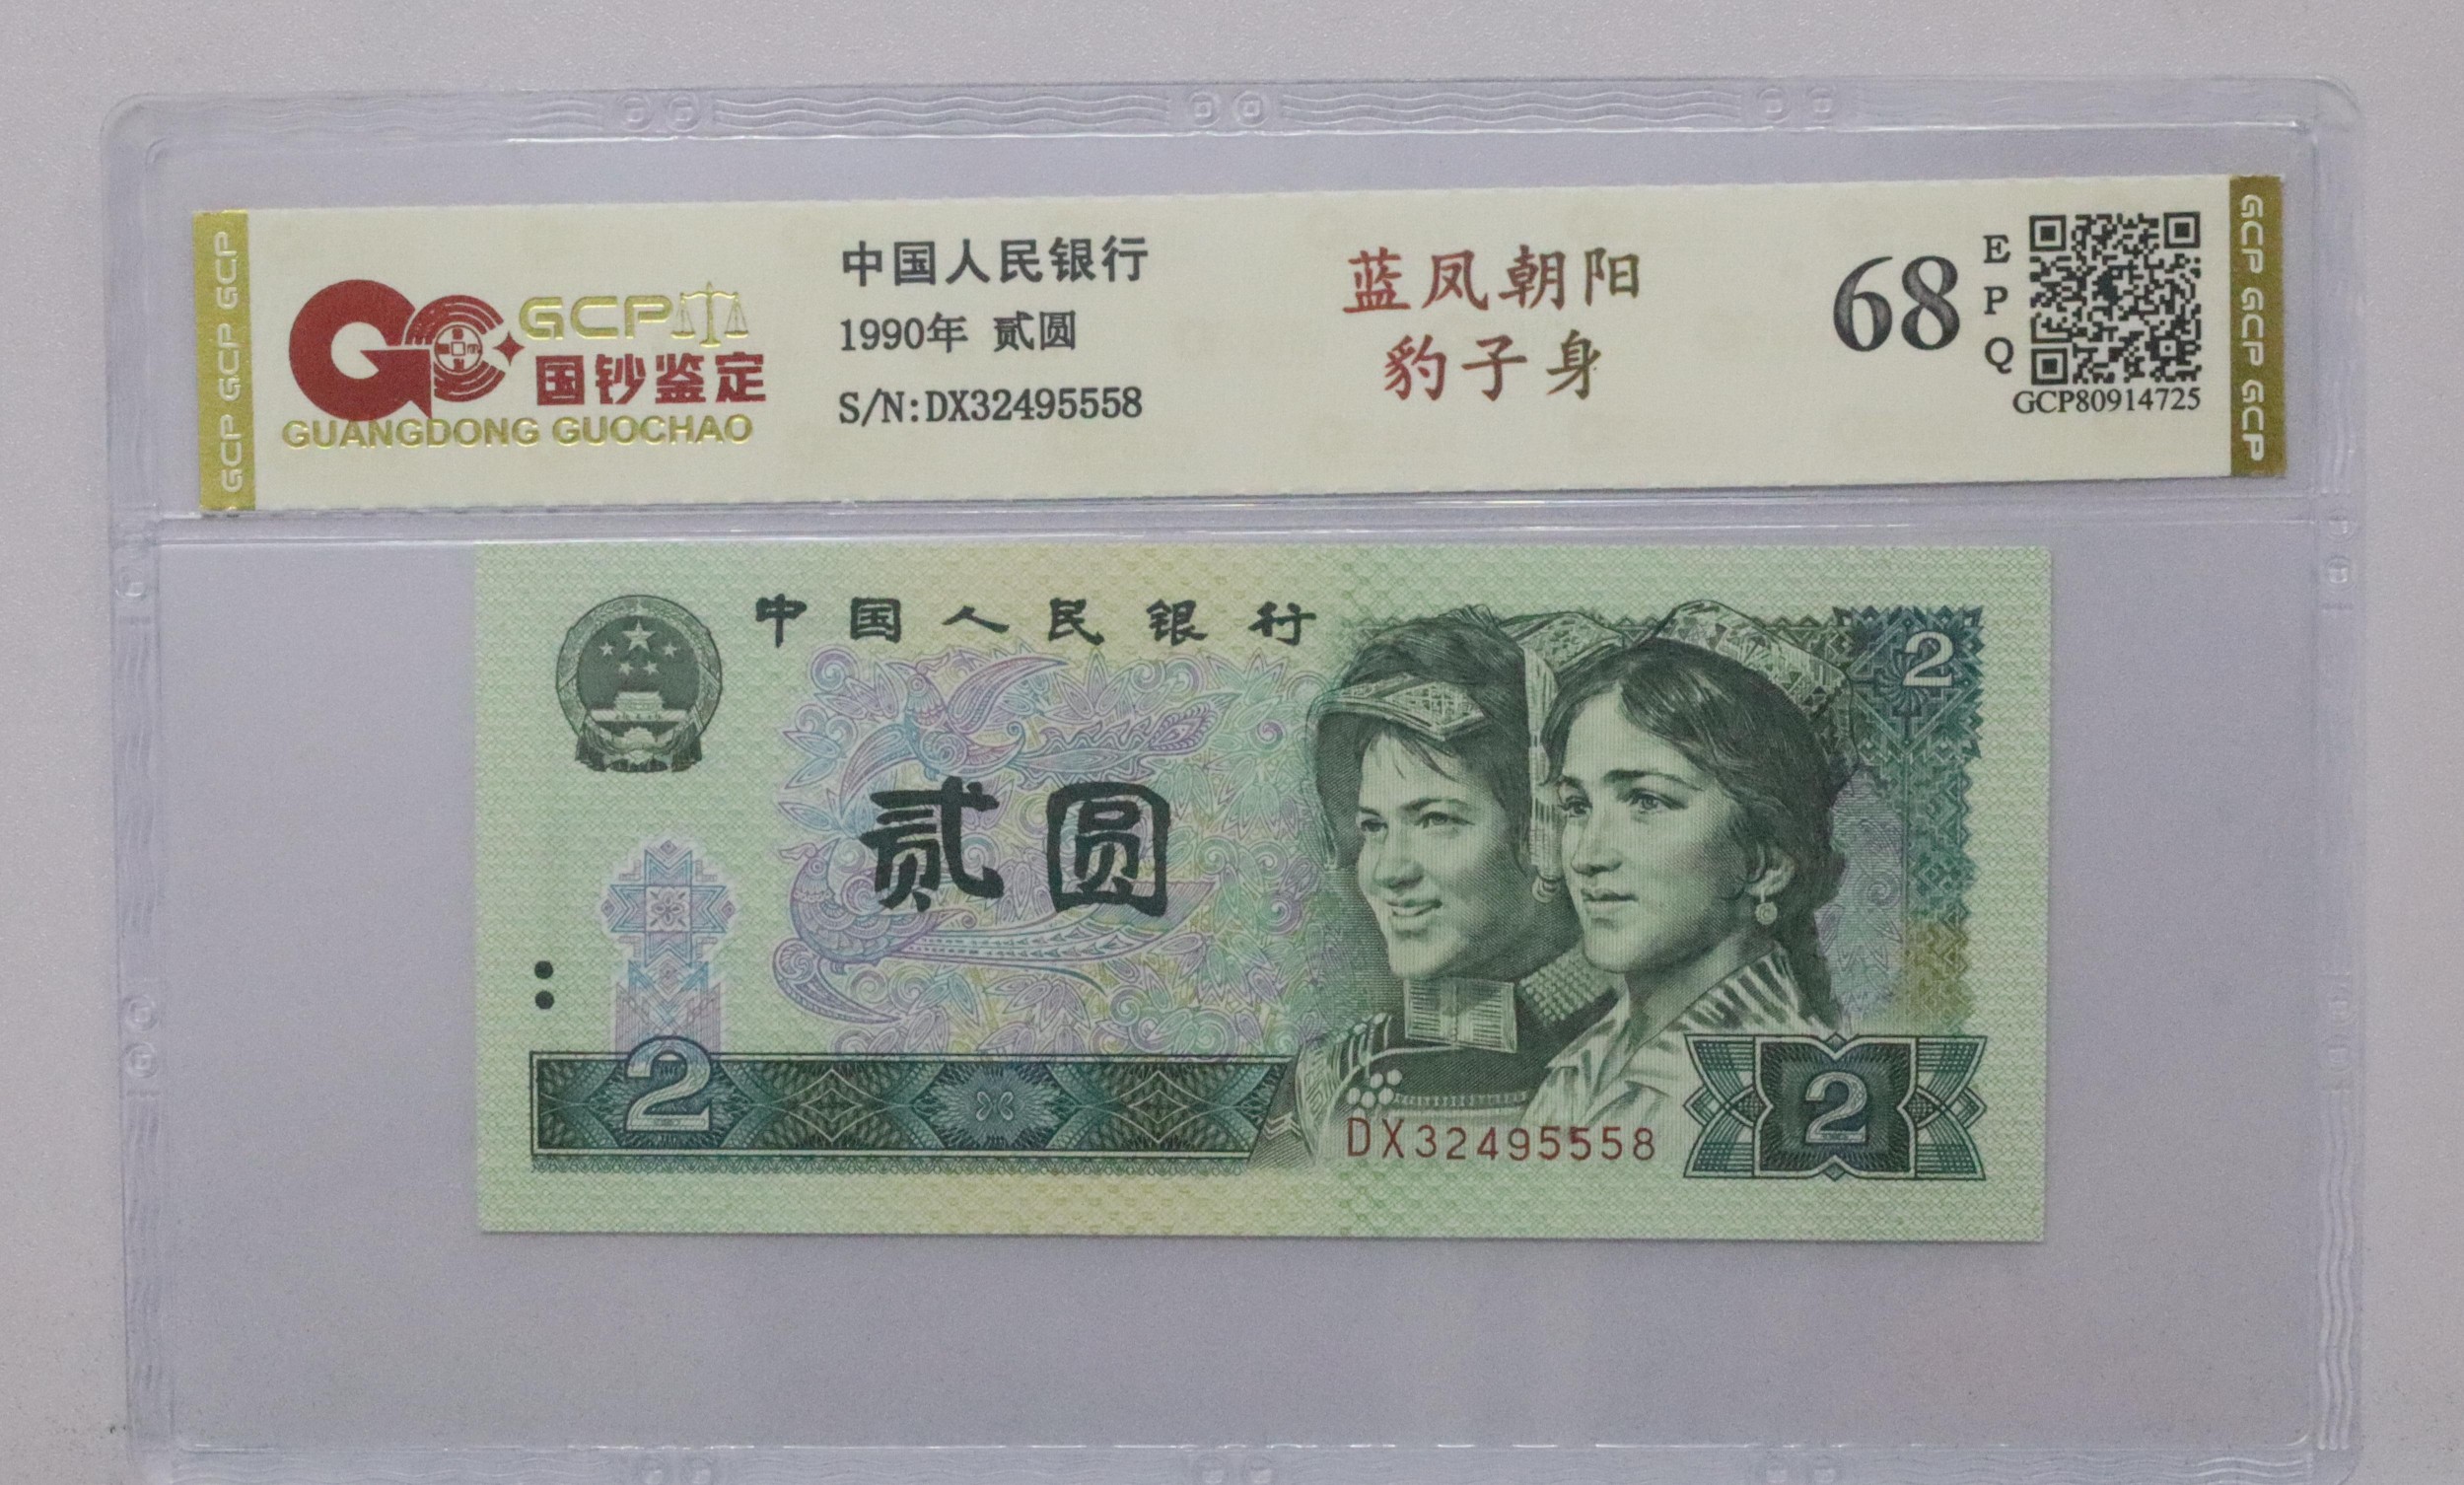 GCP GCP GCP
GCP
国钞鉴定
GUANGDONG GUOCHAO
中国人民银行
1990年 贰圆
S/N:DX32495558
蓝凤朝阳
豹子身
68
EPQ
GCP80914725
GCP GCP GCP
中国人民银行
2
贰圆
2
DX32495558
2